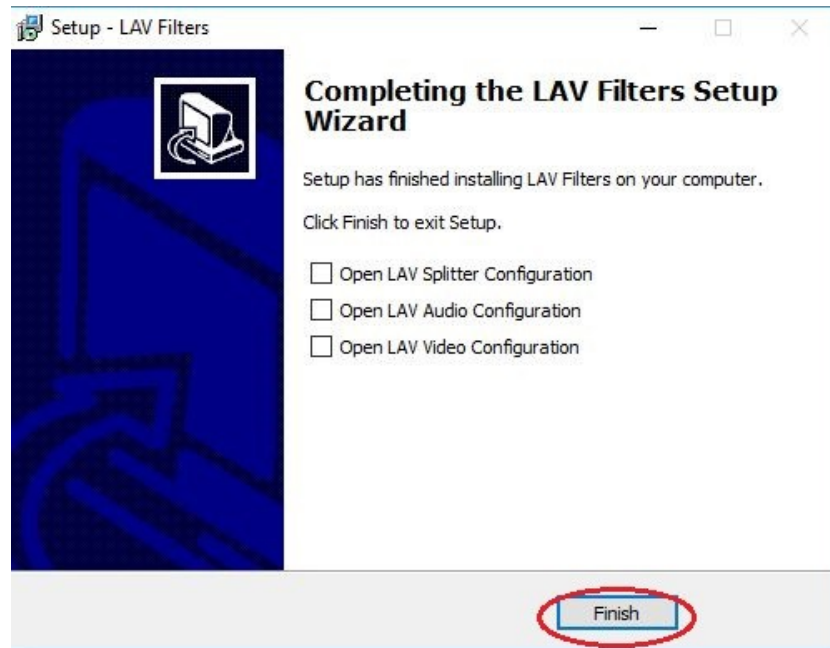 Setup - LAV Filters
Completing the LAV Filters Setup
Wizard
Setup has finished installing LAV Filters on your computer.
Click Finish to exit Setup.
Open LAV Splitter Configuration
Open LAV Audio Configuration
Open LAV Video Configuration
Finish